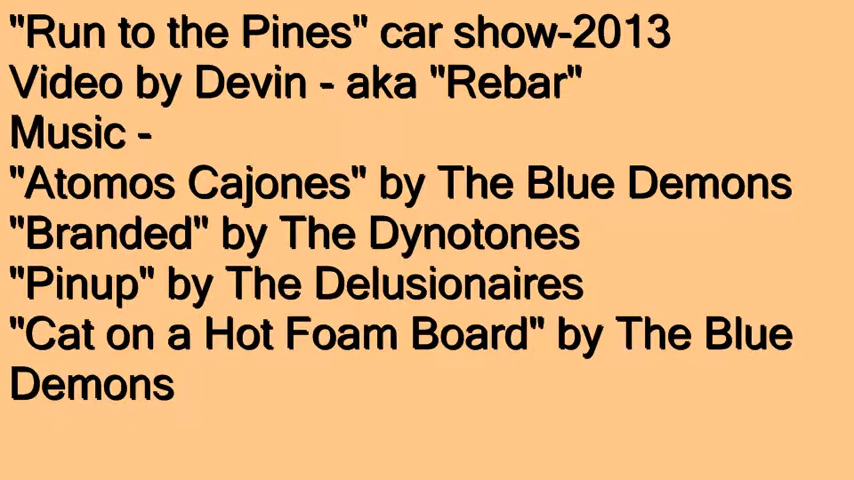 "Run to the Pines" car show-2013
Video by Devin - aka "Rebar"
Music -
"Atomos Cajones" by The Blue Demons
"Branded" by The Dynotones
"Pinup" by The Delusionaires
"Cat on a Hot Foam Board" by The Blue
Demons